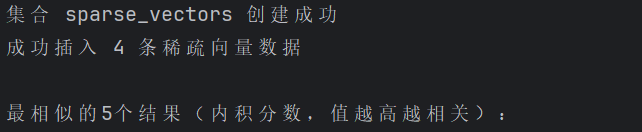 集合 sparse_vectors 创建成功
成功插入 4 条稀疏向量数据
最相似的5个结果（内积分数，值越高越相关）：